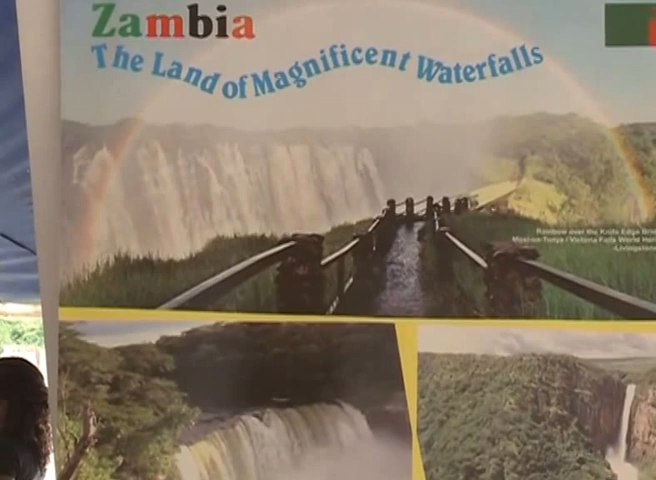 Zambia
The Land of Magnificent Waterfalls
Rainbow over the Knife Edge Bri
Mosi-oa-Tunya / Victoria Falls World Heri
-Livingstone